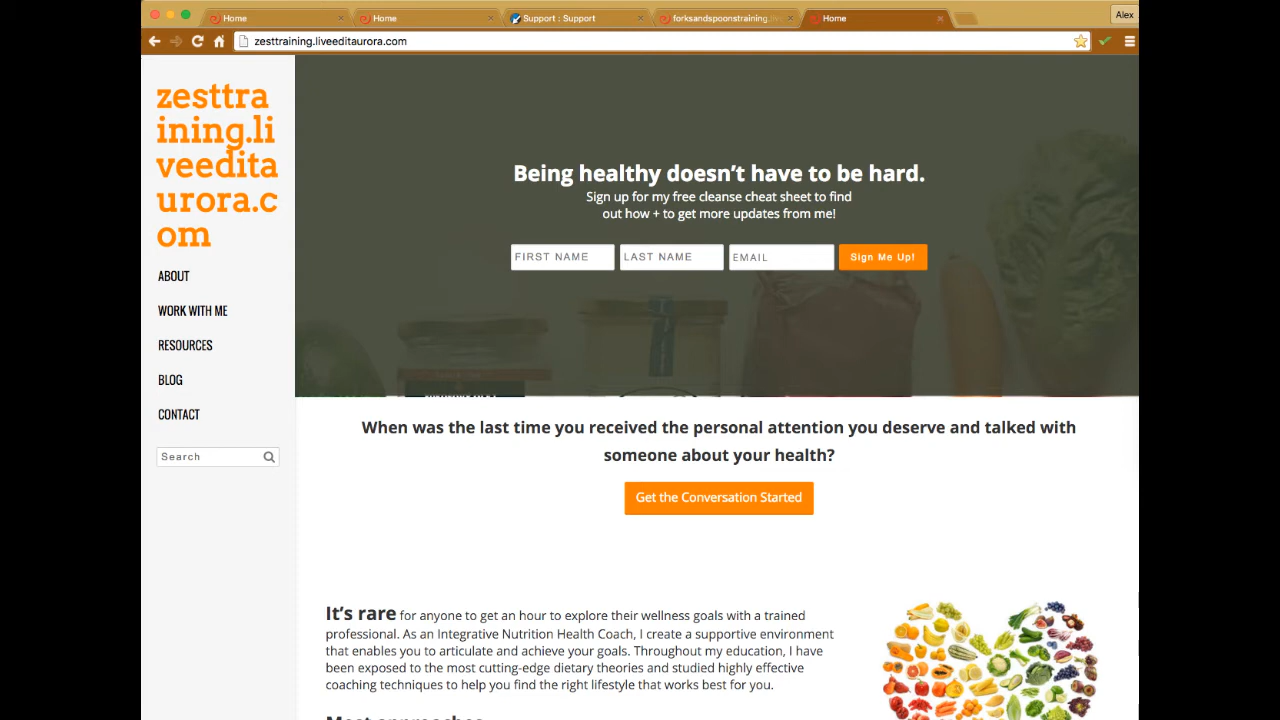 Home
Home
Support : Support
forksandspoonstraining.liv
Home
Alex
zesttraining.liveeditaurora.com
zesttra
ining.li
veedita
urora.c
om
ABOUT
WORK WITH ME
RESOURCES
BLOG
CONTACT
Search
Being healthy doesn’t have to be hard.
Sign up for my free cleanse cheat sheet to find
out how + to get more updates from me!
FIRST NAME
LAST NAME
EMAIL
Sign Me Up!
When was the last time you received the personal attention you deserve and talked with
someone about your health?
Get the Conversation Started
It’s rare for anyone to get an hour to explore their wellness goals with a trained
professional. As an Integrative Nutrition Health Coach, I create a supportive environment
that enables you to articulate and achieve your goals. Throughout my education, I have
been exposed to the most cutting-edge dietary theories and studied highly effective
coaching techniques to help you find the right lifestyle that works best for you.
Most approaches